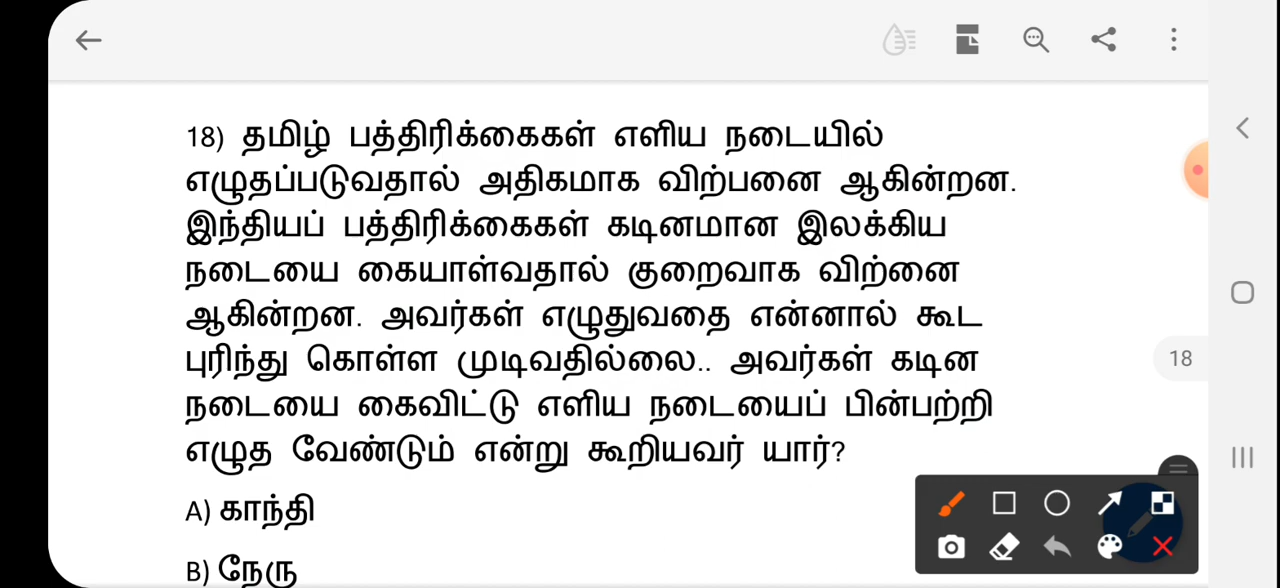 18) தமிழ் பத்திரிக்கைகள் எளிய நடையில்
எழுதப்படுவதால் அதிகமாக விற்பனை ஆகின்றன.
இந்தியப் பத்திரிக்கைகள் கடினமான இலக்கிய
நடையை கையாள்வதால் குறைவாக விற்னை
ஆகின்றன. அவர்கள் எழுதுவதை என்னால் கூட
புரிந்து கொள்ள முடிவதில்லை.. அவர்கள் கடின
18
நடையை கைவிட்டு எளிய நடையைப் பின்பற்றி
எழுத வேண்டும் என்று கூறியவர் யார்?
A) காந்தி
B) நேரு